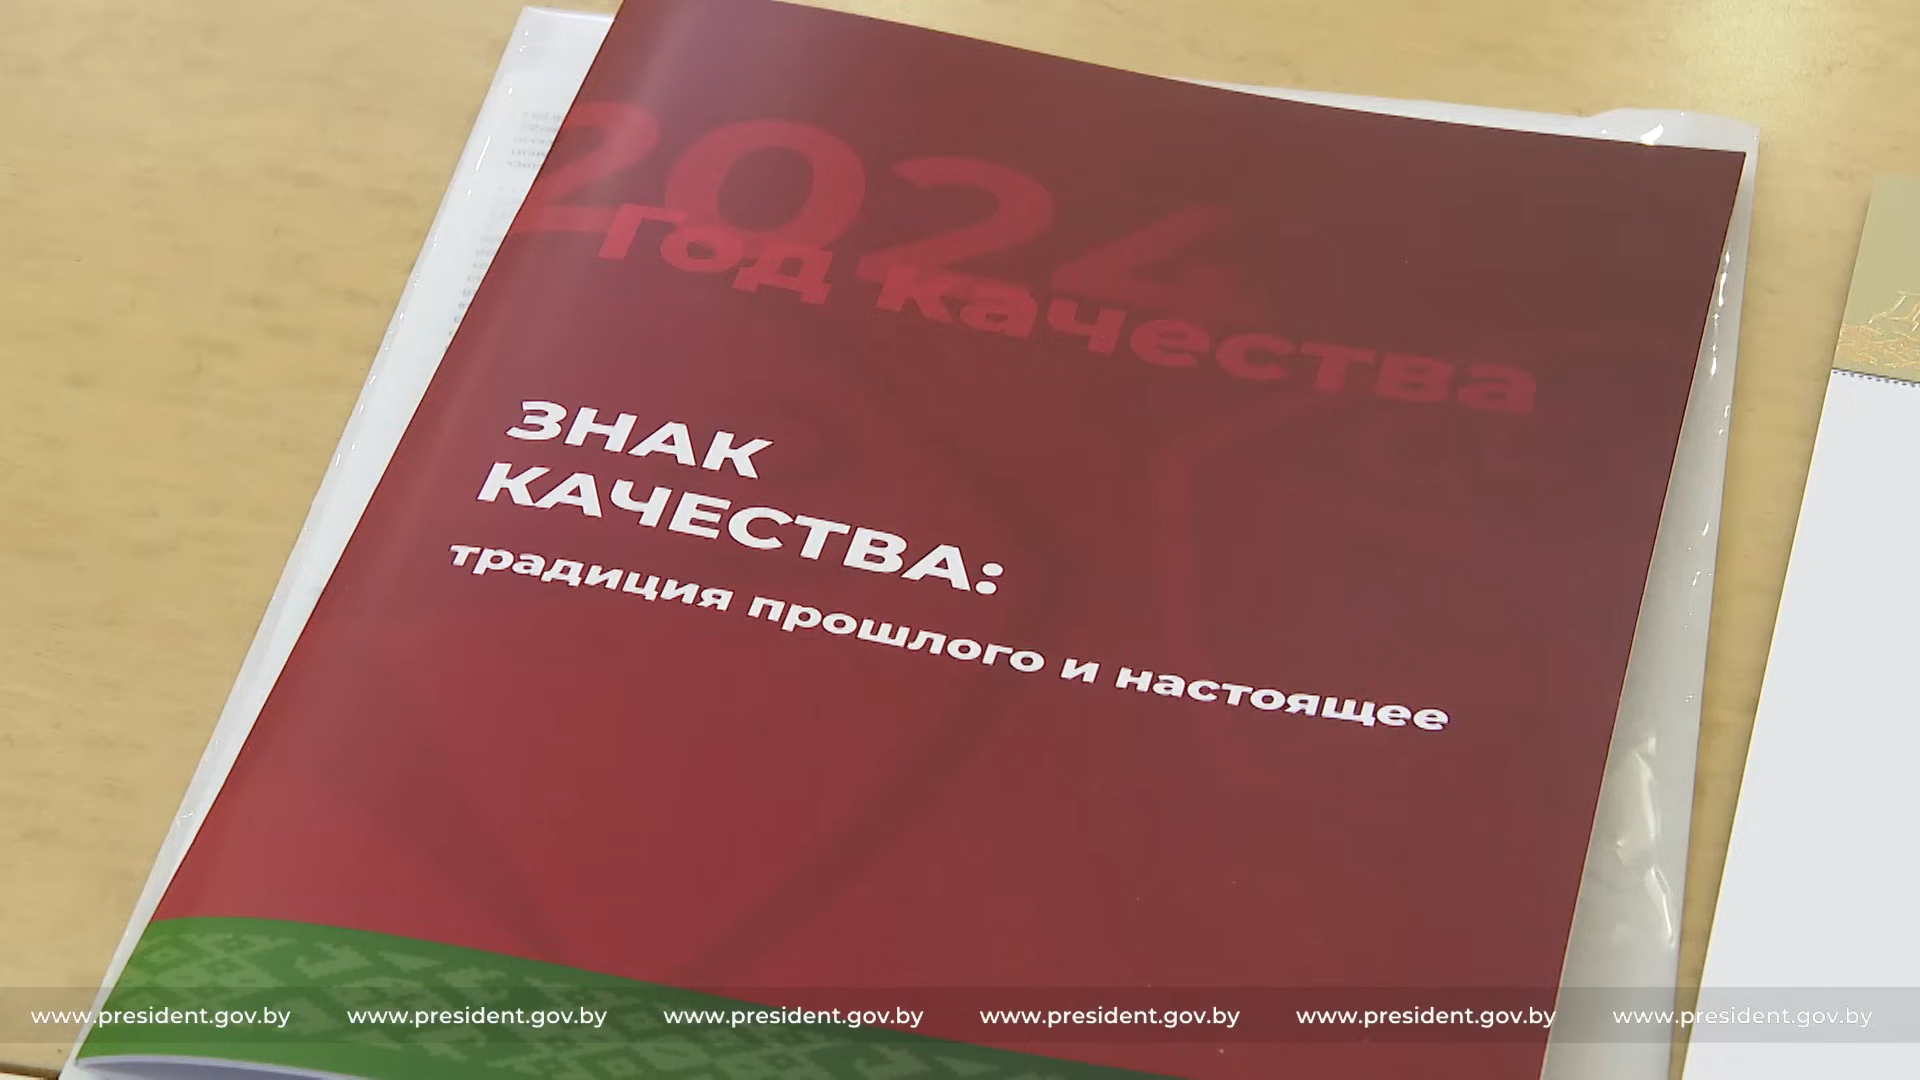 2024
Год качества
ЗНАК
КАЧЕСТВА:
традиция прошлого и настоящее
www.president.gov.by www.president.gov.by www.president.gov.by www.president.gov.by www.president.gov.by www.president.gov.by